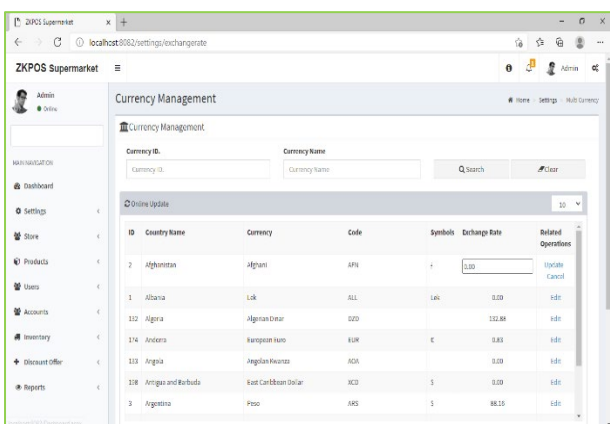 ZKPOS Supermarket
localhost:8082/settings/exchangerate
ZKPOS Supermarket
Admin
Admin
Online
Currency Management
Home Settings Multi Currency
Currency Management
Currency ID. Currency Name
Currency ID. Currency Name Search Clear
MAIN NAVIGATION
Dashboard
Settings
Store
Products
Users
Accounts
Inventory
Discount Offer
Reports
Online Update 10
ID Country Name Currency Code Symbols Exchange Rate Related Operations
2 Afghanistan Afghani AFN 0.00 Update Cancel
1 Albania Lek ALL Lek 0.00 Edit
132 Algeria Algerian Dinar DZD 132.86 Edit
174 Andorra European Euro EUR € 0.83 Edit
133 Angola Angolan Kwanza AOA 0.00 Edit
198 Antigua and Barbuda East Caribbean Dollar XCD $ 0.00 Edit
3 Argentina Peso ARS $ 88.16 Edit